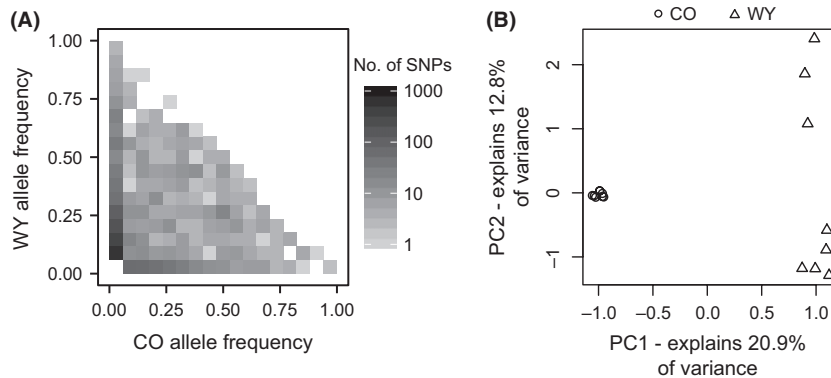 (A)
WY allele frequency
1.00
0.75
0.50
0.25
0.00
0.00 0.25 0.50 0.75 1.00
CO allele frequency
No. of SNPs
1000
100
10
1
(B)
CO WY
PC2 - explains 12.8%
of variance
2
1
0
−1
−1.0 −0.5 0.0 0.5 1.0
PC1 - explains 20.9%
of variance